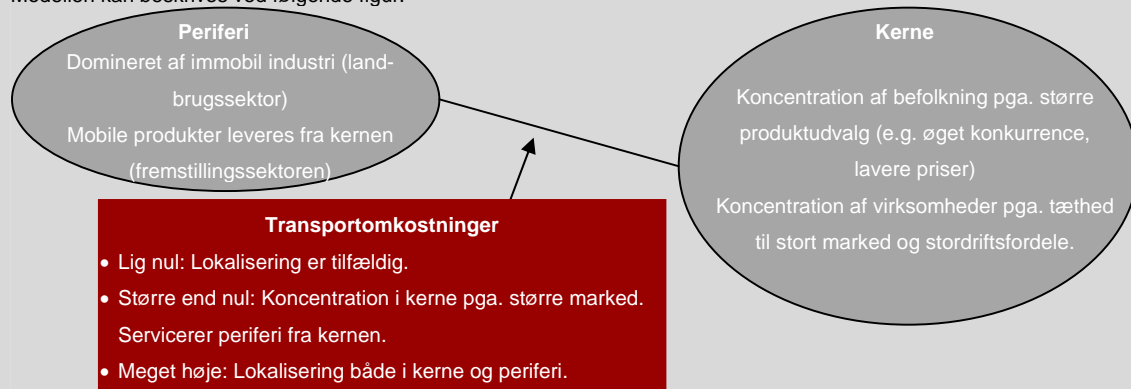 Modellen kan beskrives ved følgende figur:
Periferi
Domineret af immobil industri (land-
brugssektor)
Mobile produkter leveres fra kernen
(fremstillingssektoren)
Kerne
Koncentration af befolkning pga. større
produktudvalg (e.g. øget konkurrence,
lavere priser)
Koncentration af virksomheder pga. tæthed
til stort marked og stordriftsfordele.
Transportomkostninger
• Lig nul: Lokalisering er tilfældig.
• Større end nul: Koncentration i kerne pga. større marked.
Servicerer periferi fra kernen.
• Meget høje: Lokalisering både i kerne og periferi.